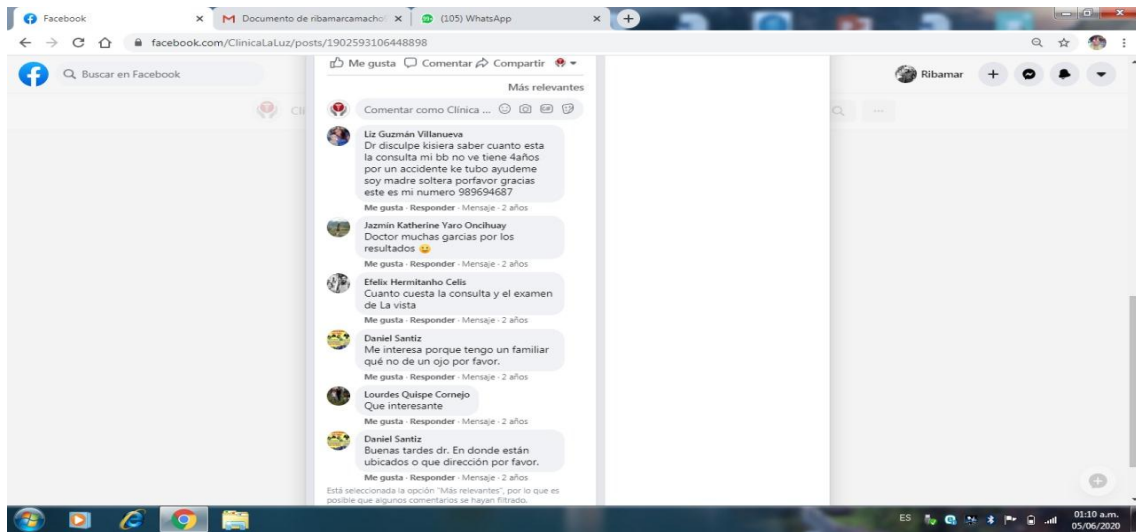 Facebook
Documento de ribamarcamachol
(105) WhatsApp
facebook.com/ClinicaLaLuz/posts/1902593106448898
Buscar en Facebook
Ribamar
Me gusta Comentar Compartir
Más relevantes
Comentar como Clínica ...
GIF
Liz Guzmán Villanueva
Dr disculpe kisiera saber cuanto esta
la consulta mi bb no ve tiene 4años
por un accidente ke tubo ayudeme
soy madre soltera porfavor gracias
este es mi numero 989694687
Me gusta · Responder · Mensaje · 2 años
Jazmin Katherine Yaro Oncihuay
Doctor muchas garcias por los
resultados
Me gusta · Responder · Mensaje · 2 años
Efelix Hermitanho Celis
Cuanto cuesta la consulta y el examen
de La vista
Me gusta · Responder · Mensaje · 2 años
Daniel Santiz
Me interesa porque tengo un familiar
qué no de un ojo por favor.
Me gusta · Responder · Mensaje · 2 años
Lourdes Quispe Cornejo
Que interesante
Me gusta · Responder · Mensaje · 2 años
Daniel Santiz
Buenas tardes dr. En donde están
ubicados o que dirección por favor.
Me gusta · Responder · Mensaje · 2 años
Está seleccionada la opción "Más relevantes", por lo que es
posible que algunos comentarios se hayan filtrado.
ES
01:10 a.m.
05/06/2020